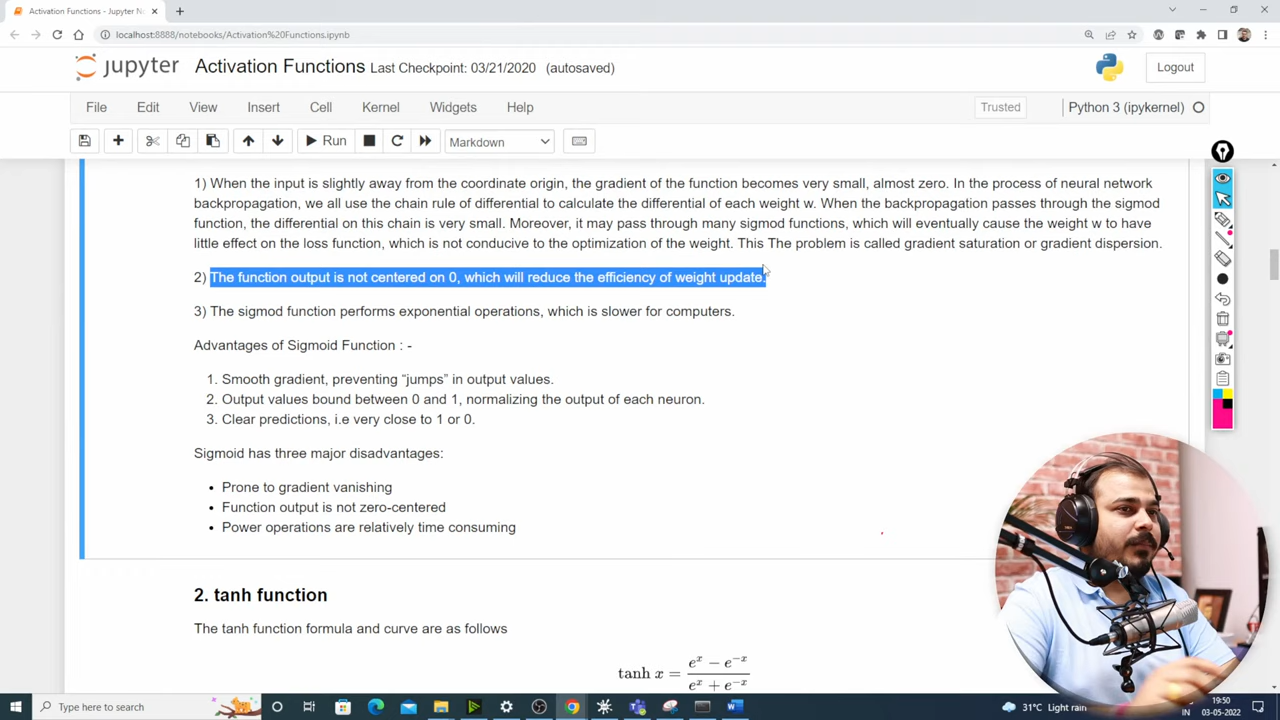 Activation Functions - Jupyter N
localhost:8888/notebooks/Activation%20Functions.ipynb
jupyter Activation Functions Last Checkpoint: 03/21/2020 (autosaved)
Logout
File Edit View Insert Cell Kernel Widgets Help
Trusted
Python 3 (ipykernel)
Run
Markdown
1) When the input is slightly away from the coordinate origin, the gradient of the function becomes very small, almost zero. In the process of neural network
backpropagation, we all use the chain rule of differential to calculate the differential of each weight w. When the backpropagation passes through the sigmod
function, the differential on this chain is very small. Moreover, it may pass through many sigmod functions, which will eventually cause the weight w to have
little effect on the loss function, which is not conducive to the optimization of the weight. This The problem is called gradient saturation or gradient dispersion.
2) The function output is not centered on 0, which will reduce the efficiency of weight update.
3) The sigmod function performs exponential operations, which is slower for computers.
Advantages of Sigmoid Function : -
1. Smooth gradient, preventing “jumps” in output values.
2. Output values bound between 0 and 1, normalizing the output of each neuron.
3. Clear predictions, i.e very close to 1 or 0.
Sigmoid has three major disadvantages:
• Prone to gradient vanishing
• Function output is not zero-centered
• Power operations are relatively time consuming
2. tanh function
The tanh function formula and curve are as follows
tanh x = (e^x − e^−x) / (e^x + e^−x)
Type here to search
31°C Light rain
ENG
IN
19:50
03-05-2022